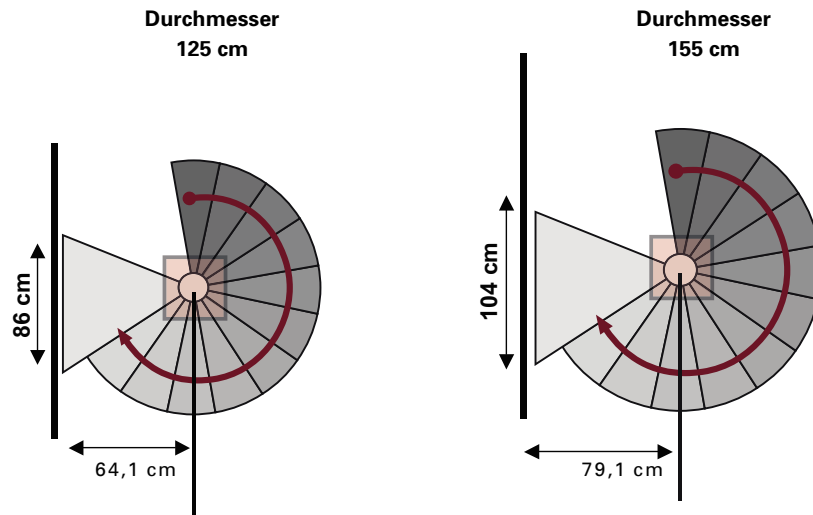 Durchmesser
125 cm
86 cm
64,1 cm
Durchmesser
155 cm
104 cm
79,1 cm